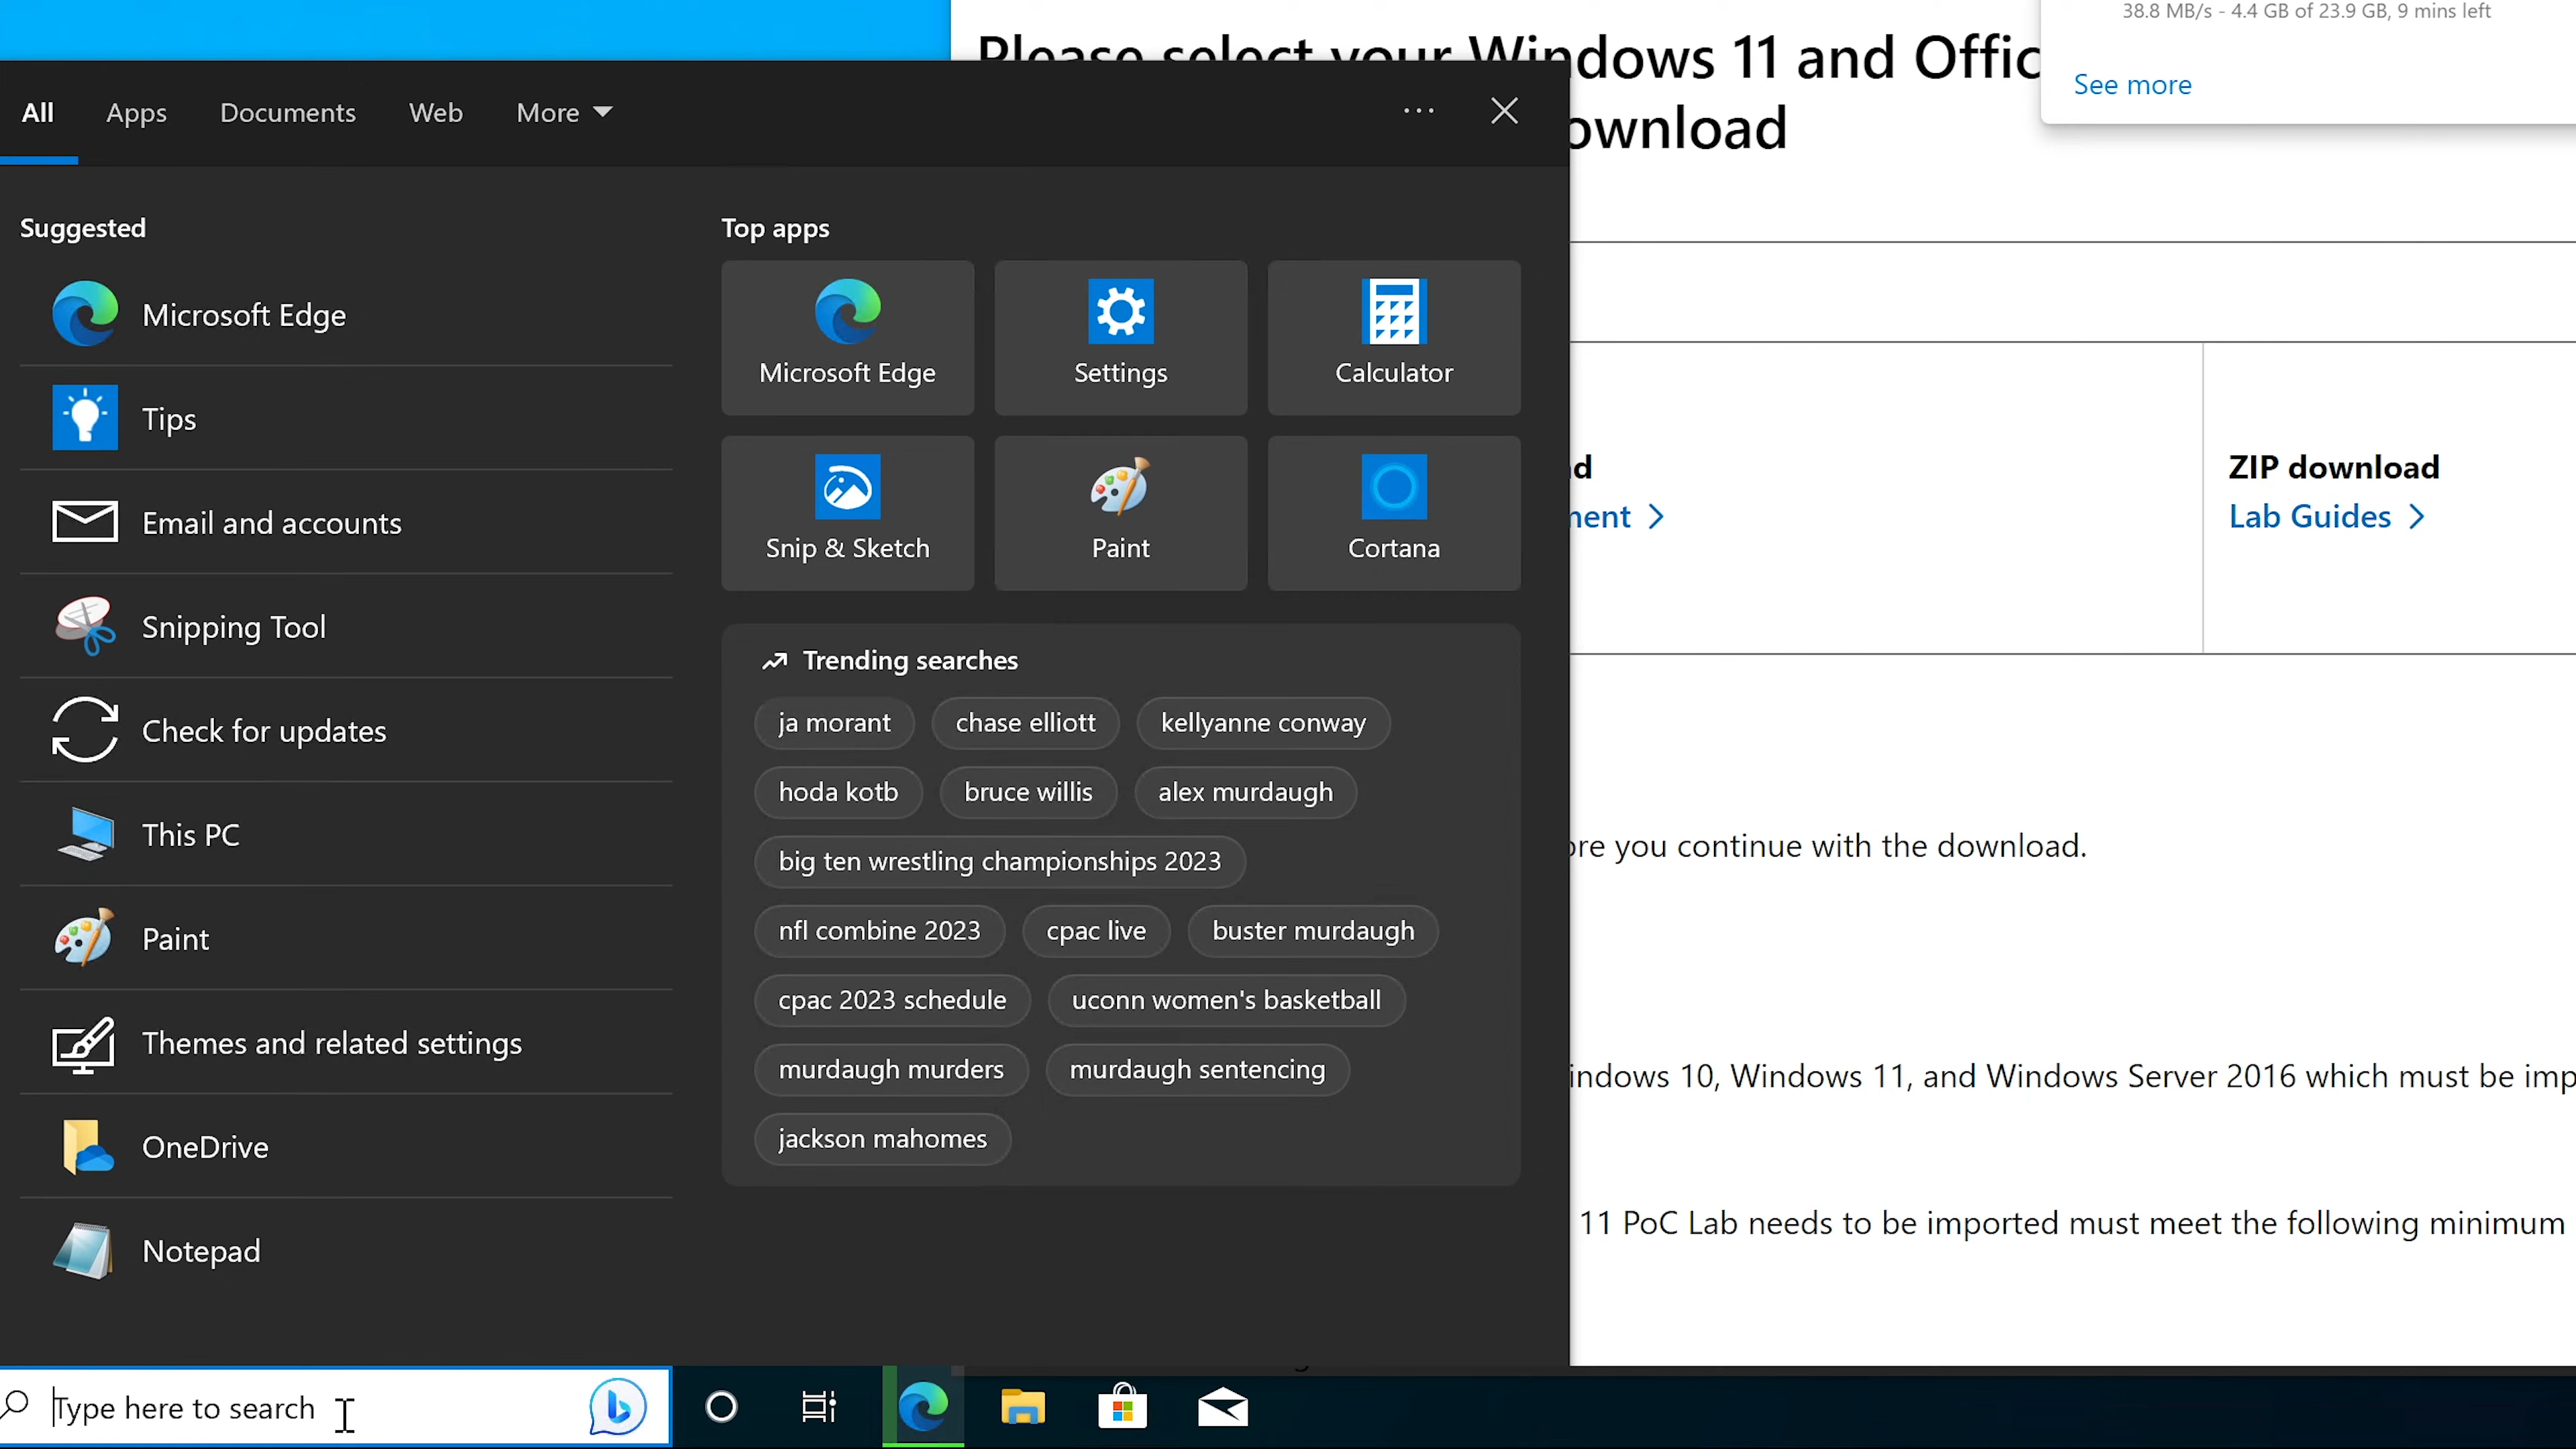 38.8 MB/s - 4.4 GB of 23.9 GB, 9 mins left
See more
Please select your Windows 11 and Offic
ownload
All Apps Documents Web More
Suggested
Microsoft Edge
Tips
Email and accounts
Snipping Tool
Check for updates
This PC
Paint
Themes and related settings
OneDrive
Notepad
Top apps
Microsoft Edge Settings Calculator
Snip & Sketch Paint Cortana
Trending searches
ja morant chase elliott kellyanne conway
hoda kotb bruce willis alex murdaugh
big ten wrestling championships 2023
nfl combine 2023 cpac live buster murdaugh
cpac 2023 schedule uconn women's basketball
murdaugh murders murdaugh sentencing
jackson mahomes
d ZIP download
ment Lab Guides
ore you continue with the download.
indows 10, Windows 11, and Windows Server 2016 which must be imp
11 PoC Lab needs to be imported must meet the following minimum
Type here to search